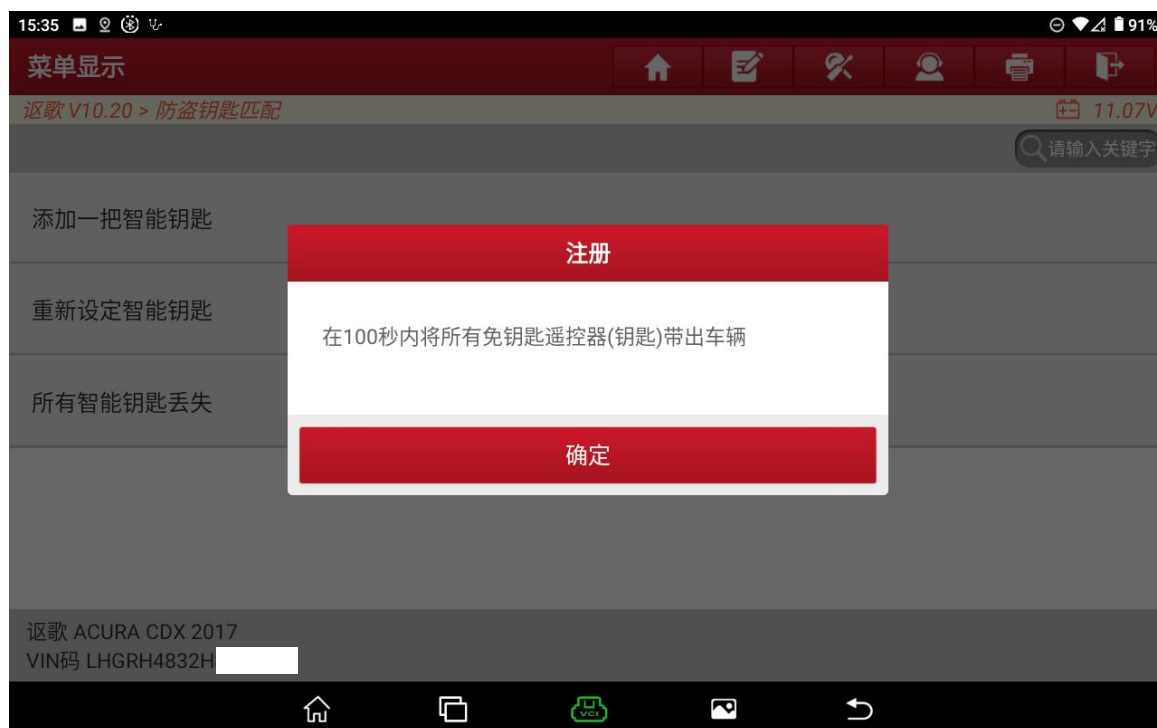 15:35
91%
菜单显示
讴歌 V10.20 > 防盗钥匙匹配
11.07V
请输入关键字
添加一把智能钥匙
重新设定智能钥匙
所有智能钥匙丢失
注册
在100秒内将所有免钥匙遥控器(钥匙)带出车辆
确定
讴歌 ACURA CDX 2017
VIN码 LHGRH4832H
VCI